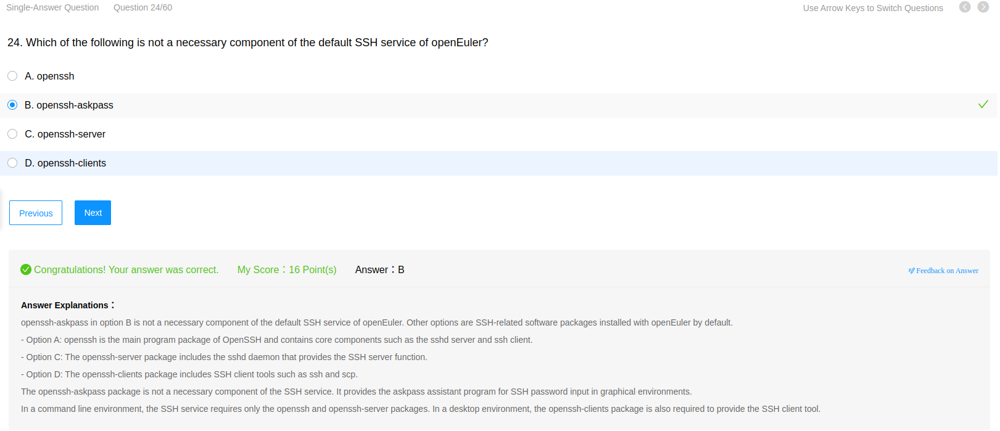 Single-Answer Question Question 24/60 Use Arrow Keys to Switch Questions
24. Which of the following is not a necessary component of the default SSH service of openEuler?
A. openssh
B. openssh-askpass
C. openssh-server
D. openssh-clients
Previous Next
Congratulations! Your answer was correct. My Score：16 Point(s) Answer：B Feedback on Answer
Answer Explanations：
openssh-askpass in option B is not a necessary component of the default SSH service of openEuler. Other options are SSH-related software packages installed with openEuler by default.
- Option A: openssh is the main program package of OpenSSH and contains core components such as the sshd server and ssh client.
- Option C: The openssh-server package includes the sshd daemon that provides the SSH server function.
- Option D: The openssh-clients package includes SSH client tools such as ssh and scp.
The openssh-askpass package is not a necessary component of the SSH service. It provides the askpass assistant program for SSH password input in graphical environments.
In a command line environment, the SSH service requires only the openssh and openssh-server packages. In a desktop environment, the openssh-clients package is also required to provide the SSH client tool.